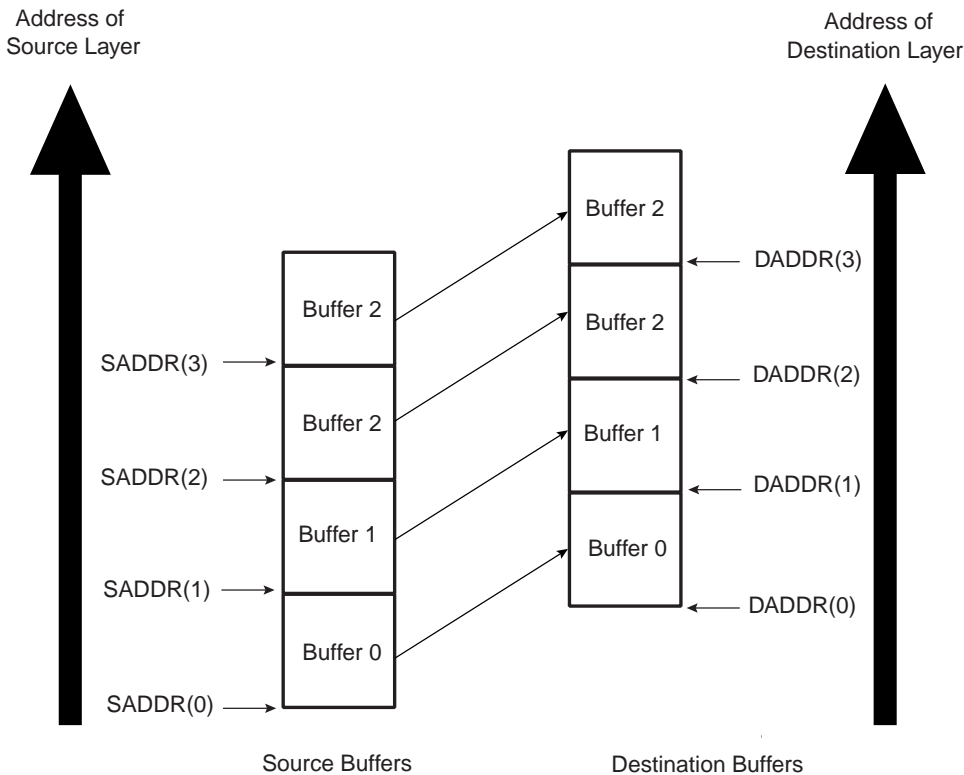 Address of
Source Layer
Address of
Destination Layer
Buffer 2
DADDR(3)
Buffer 2
Buffer 2
SADDR(3)
DADDR(2)
Buffer 2
Buffer 1
SADDR(2)
DADDR(1)
Buffer 1
Buffer 0
SADDR(1)
DADDR(0)
Buffer 0
SADDR(0)
Source Buffers
Destination Buffers